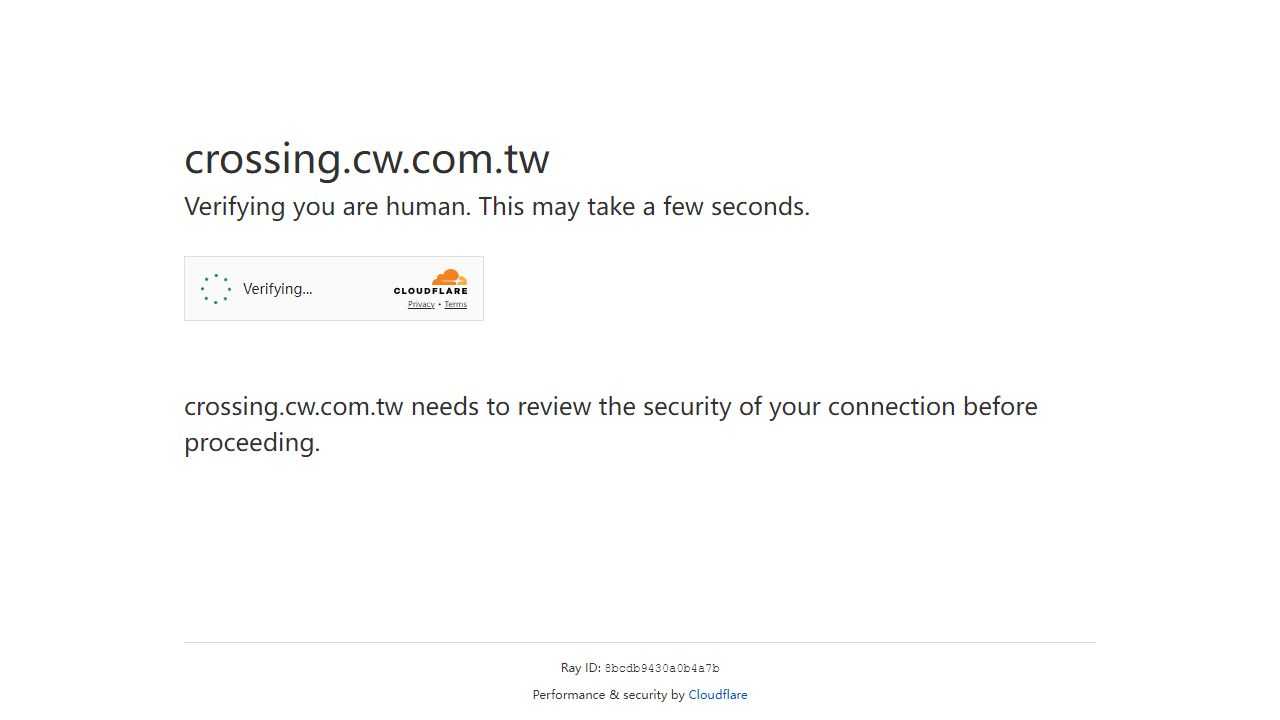 crossing.cw.com.tw
Verifying you are human. This may take a few seconds.
Verifying...
CLOUDFLARE
Privacy • Terms
crossing.cw.com.tw needs to review the security of your connection before
proceeding.
Ray ID: 8bcdb9430a0b4a7b
Performance & security by Cloudflare